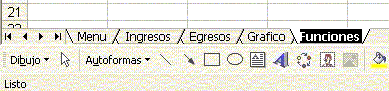 21
Menu Ingresos Egresos Grafico Funciones
Dibujo Autoformas
Listo